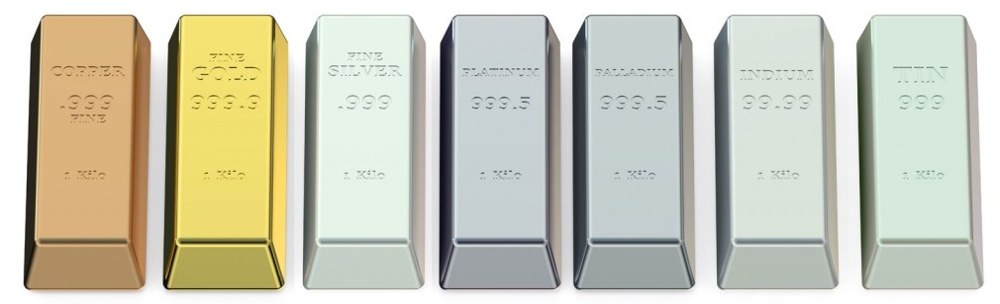 COPPER
.999
FINE
1 Kilo
FINE
GOLD
999.9
1 Kilo
FINE
SILVER
.999
1 Kilo
PLATINUM
999.5
1 Kilo
PALLADIUM
999.5
1 Kilo
INDIUM
99.99
1 Kilo
TIIN
999
1 Kilo